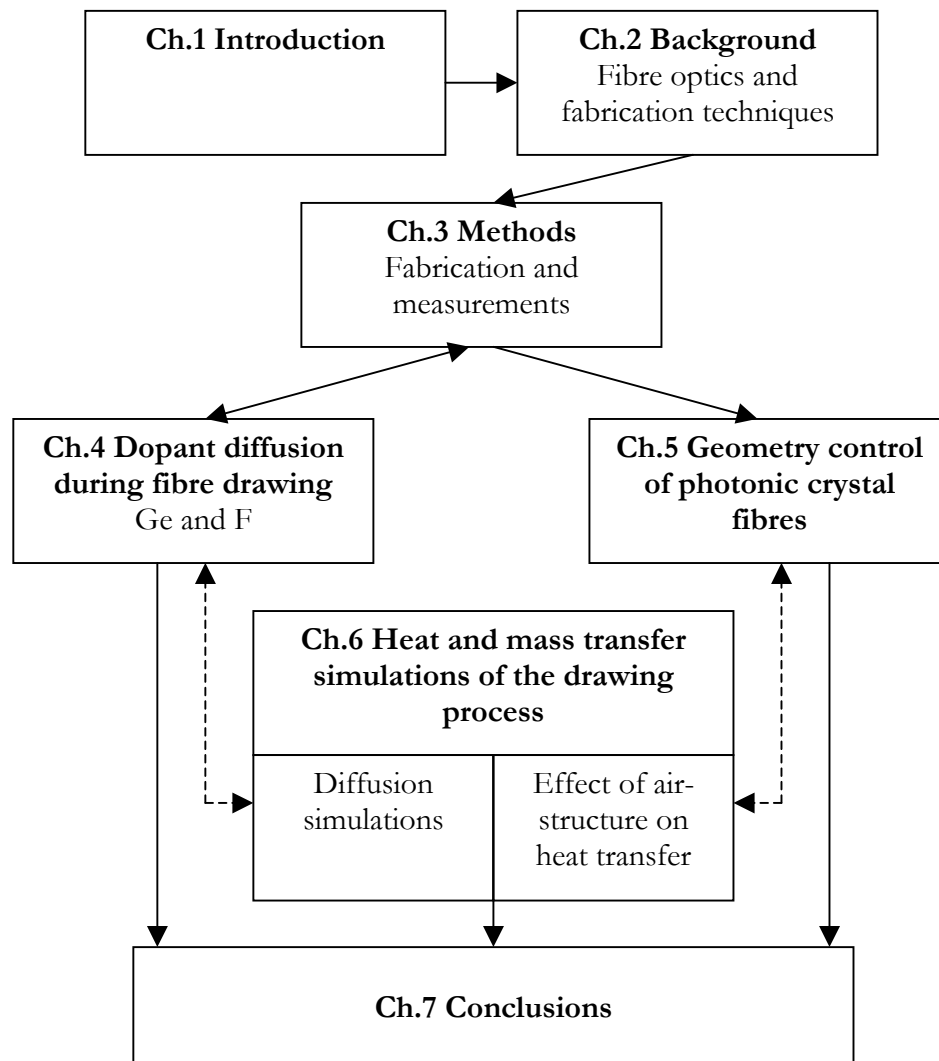 Ch.1 Introduction
Ch.2 Background
Fibre optics and
fabrication techniques
Ch.3 Methods
Fabrication and
measurements
Ch.4 Dopant diffusion
during fibre drawing
Ge and F
Ch.5 Geometry control
of photonic crystal
fibres
Ch.6 Heat and mass transfer
simulations of the drawing
process
Diffusion
simulations
Effect of air-
structure on
heat transfer
Ch.7 Conclusions